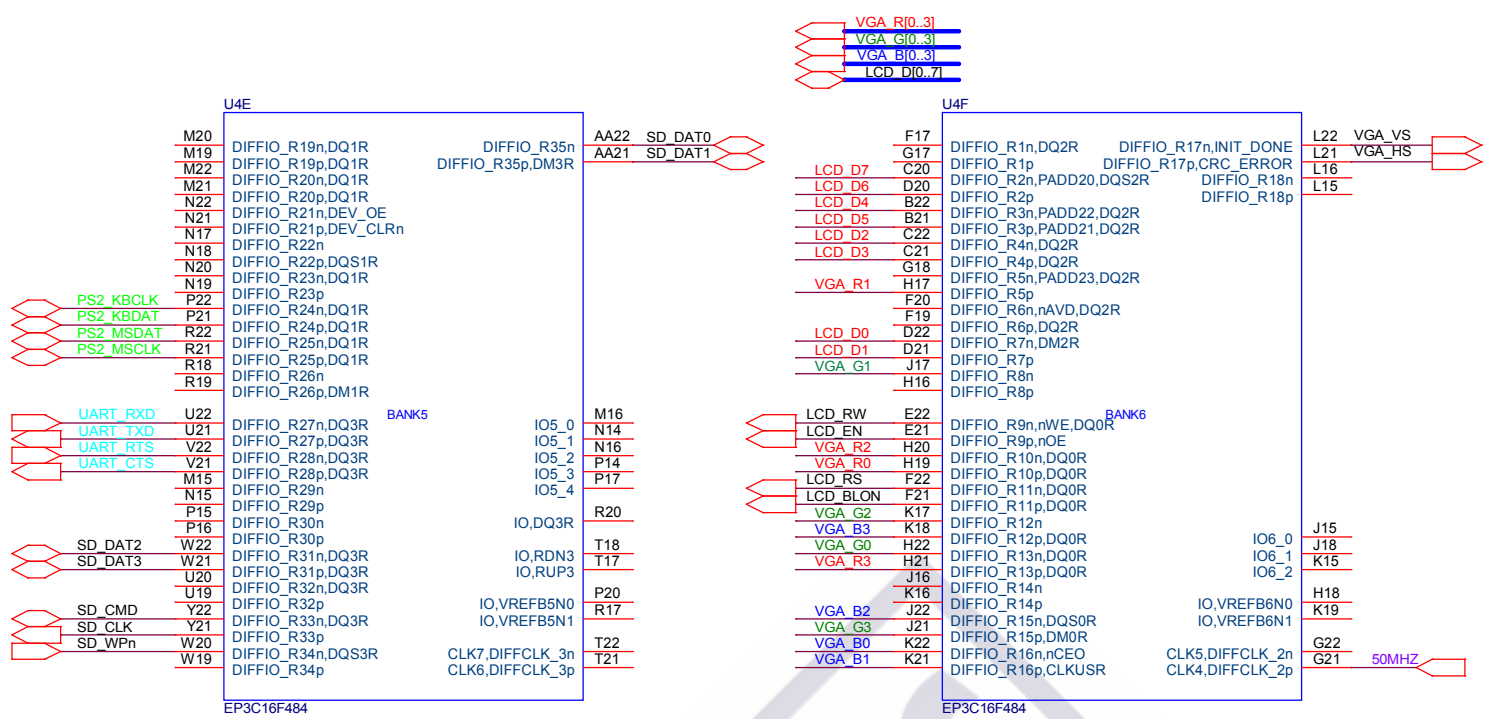 VGA_R[0..3]
VGA_G[0..3]
VGA_B[0..3]
LCD_D[0..7]
U4E
M20 DIFFIO_R19n,DQ1R
M19 DIFFIO_R19p,DQ1R
M22 DIFFIO_R20n,DQ1R
M21 DIFFIO_R20p,DQ1R
N22 DIFFIO_R21n,DEV_OE
N21 DIFFIO_R21p,DEV_CLRn
N17 DIFFIO_R22n
N18 DIFFIO_R22p,DQS1R
N20 DIFFIO_R23n,DQ1R
N19 DIFFIO_R23p
PS2_KBCLK P22 DIFFIO_R24n,DQ1R
PS2_KBDAT P21 DIFFIO_R24p,DQ1R
PS2_MSDAT R22 DIFFIO_R25n,DQ1R
PS2_MSCLK R21 DIFFIO_R25p,DQ1R
R18 DIFFIO_R26n
R19 DIFFIO_R26p,DM1R
UART_RXD U22 DIFFIO_R27n,DQ3R
UART_TXD U21 DIFFIO_R27p,DQ3R
UART_RTS V22 DIFFIO_R28n,DQ3R
UART_CTS V21 DIFFIO_R28p,DQ3R
M15 DIFFIO_R29n
N15 DIFFIO_R29p
P15 DIFFIO_R30n
P16 DIFFIO_R30p
SD_DAT2 W22 DIFFIO_R31n,DQ3R
SD_DAT3 W21 DIFFIO_R31p,DQ3R
U20 DIFFIO_R32n,DQ3R
U19 DIFFIO_R32p
SD_CMD Y22 DIFFIO_R33n,DQ3R
SD_CLK Y21 DIFFIO_R33p
SD_WPn W20 DIFFIO_R34n,DQS3R
W19 DIFFIO_R34p
BANK5
DIFFIO_R35n AA22 SD_DAT0
DIFFIO_R35p,DM3R AA21 SD_DAT1
IO5_0 M16
IO5_1 N14
IO5_2 N16
IO5_3 P14
IO5_4 P17
IO,DQ3R R20
IO,RDN3 T18
IO,RUP3 T17
IO,VREFB5N0 P20
IO,VREFB5N1 R17
CLK7,DIFFCLK_3n T22
CLK6,DIFFCLK_3p T21
EP3C16F484
U4F
F17 DIFFIO_R1n,DQ2R
G17 DIFFIO_R1p
LCD_D7 C20 DIFFIO_R2n,PADD20,DQS2R
LCD_D6 D20 DIFFIO_R2p
LCD_D4 B22 DIFFIO_R3n,PADD22,DQ2R
LCD_D5 B21 DIFFIO_R3p,PADD21,DQ2R
LCD_D2 C22 DIFFIO_R4n,DQ2R
LCD_D3 C21 DIFFIO_R4p,DQ2R
G18 DIFFIO_R5n,PADD23,DQ2R
VGA_R1 H17 DIFFIO_R5p
F20 DIFFIO_R6n,nAVD,DQ2R
F19 DIFFIO_R6p,DQ2R
LCD_D0 D22 DIFFIO_R7n,DM2R
LCD_D1 D21 DIFFIO_R7p
VGA_G1 J17 DIFFIO_R8n
H16 DIFFIO_R8p
LCD_RW E22 DIFFIO_R9n,nWE,DQ0R
LCD_EN E21 DIFFIO_R9p,nOE
VGA_R2 H20 DIFFIO_R10n,DQ0R
VGA_R0 H19 DIFFIO_R10p,DQ0R
LCD_RS F22 DIFFIO_R11n,DQ0R
LCD_BLON F21 DIFFIO_R11p,DQ0R
VGA_G2 K17 DIFFIO_R12n
VGA_B3 K18 DIFFIO_R12p,DQ0R
VGA_G0 H22 DIFFIO_R13n,DQ0R
VGA_R3 H21 DIFFIO_R13p,DQ0R
J16 DIFFIO_R14n
K16 DIFFIO_R14p
VGA_B2 J22 DIFFIO_R15n,DQS0R
VGA_G3 J21 DIFFIO_R15p,DM0R
VGA_B0 K22 DIFFIO_R16n,nCEO
VGA_B1 K21 DIFFIO_R16p,CLKUSR
BANK6
DIFFIO_R17n,INIT_DONE L22 VGA_VS
DIFFIO_R17p,CRC_ERROR L21 VGA_HS
DIFFIO_R18n L16
DIFFIO_R18p L15
IO6_0 J15
IO6_1 J18
IO6_2 K15
IO,VREFB6N0 H18
IO,VREFB6N1 K19
CLK5,DIFFCLK_2n G22
CLK4,DIFFCLK_2p G21 50MHZ
EP3C16F484